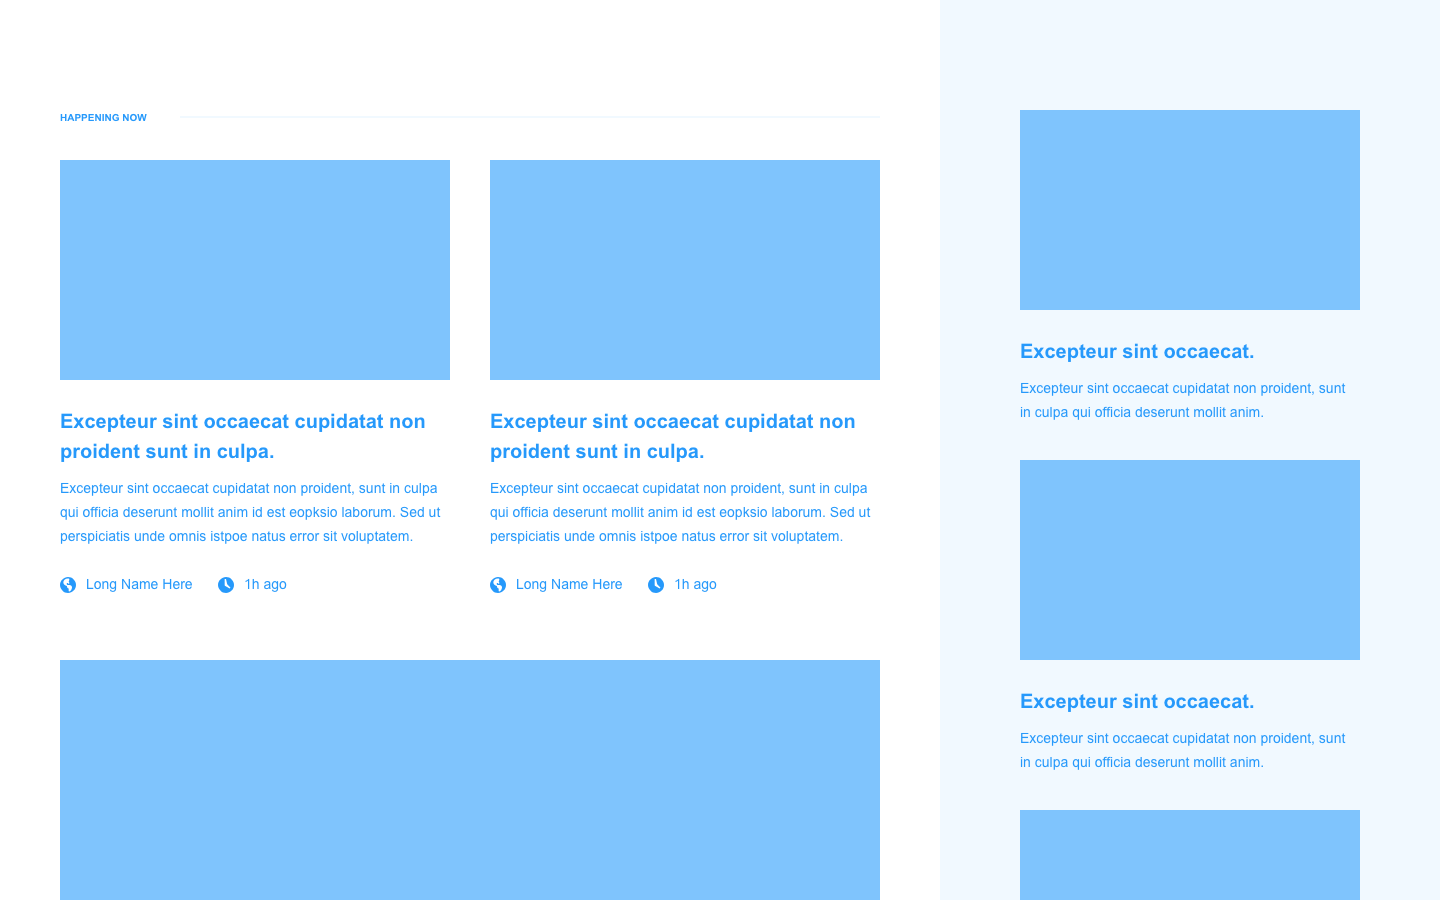 HAPPENING NOW
Excepteur sint occaecat cupidatat non
proident sunt in culpa.
Excepteur sint occaecat cupidatat non proident, sunt in culpa
qui officia deserunt mollit anim id est eopksio laborum. Sed ut
perspiciatis unde omnis istpoe natus error sit voluptatem.
Long Name Here 1h ago
Excepteur sint occaecat cupidatat non
proident sunt in culpa.
Excepteur sint occaecat cupidatat non proident, sunt in culpa
qui officia deserunt mollit anim id est eopksio laborum. Sed ut
perspiciatis unde omnis istpoe natus error sit voluptatem.
Long Name Here 1h ago
Excepteur sint occaecat.
Excepteur sint occaecat cupidatat non proident, sunt
in culpa qui officia deserunt mollit anim.
Excepteur sint occaecat.
Excepteur sint occaecat cupidatat non proident, sunt
in culpa qui officia deserunt mollit anim.